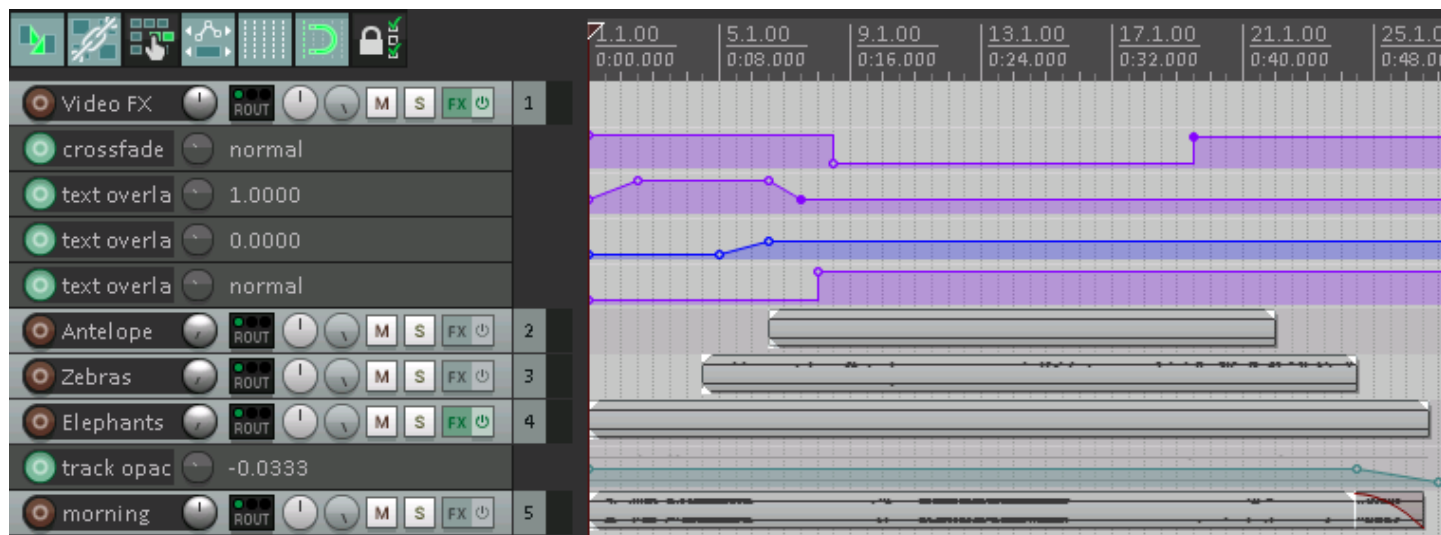 1.1.00 5.1.00 9.1.00 13.1.00 17.1.00 21.1.00 25.1.0
0:00.000 0:08.000 0:16.000 0:24.000 0:32.000 0:40.000 0:48.0
Video FX ROUT M S FX 1
crossfade normal
text overla 1.0000
text overla 0.0000
text overla normal
Antelope ROUT M S FX 2
Zebras ROUT M S FX 3
Elephants ROUT M S FX 4
track opac -0.0333
morning ROUT M S FX 5